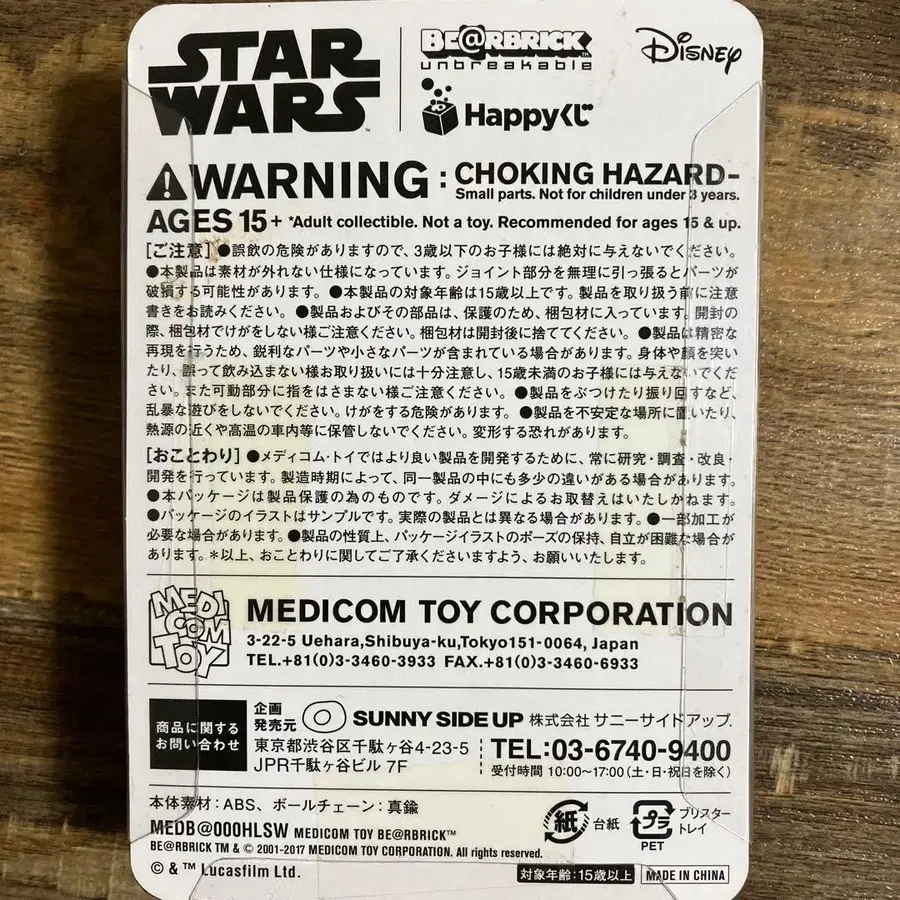 STAR WARS
BE@RBRICK™
unbreakable
Disney
Happyくじ
WARNING : CHOKING HAZARD-
Small parts. Not for children under 3 years.
AGES 15+ *Adult collectible. Not a toy. Recommended for ages 15 & up.
[ご注意] ●誤飲の危険がありますので、3歳以下のお子様には絶対に与えないでください。
●本製品は素材が外れない仕様になっています。ジョイント部分を無理に引っ張るとパーツが
破損する可能性があります。 ●本製品の対象年齢は15歳以上です。製品を取り扱う前に注意
書きをお読みください。 ●製品およびその部品は、保護のため、梱包材に入っています。開封の
際、梱包材でけがをしない様ご注意ください。梱包材は開封後に捨ててください。 ●製品は精密な
再現を行うため、鋭利なパーツや小さなパーツが含まれている場合があります。身体や顔を突い
たり、誤って飲み込まない様お取り扱いには十分注意し、15歳未満のお子様には与えないでくだ
さい。また可動部分に指をはさまない様ご注意ください。 ●製品をぶつけたり振り回すなど、
乱暴な遊びをしないでください。けがをする危険があります。 ●製品を不安定な場所に置いたり、
熱源の近くや高温の車内等に保管しないでください。変形する恐れがあります。
[おことわり] ●メディコム・トイではより良い製品を開発するために、常に研究・調査・改良・
開発を行っています。製造時期によって、同一製品の中にも多少の違いがある場合があります。
●本パッケージは製品保護の為のものです。ダメージによるお取替えはいたしかねます。
●パッケージのイラストはサンプルです。実際の製品とは異なる場合があります。 ●一部加工が
必要な場合があります。 ●製品の性質上、パッケージイラストのポーズの保持、自立が困難な場合が
あります。＊以上、おことわりに関してご了承くださいますよう、お願いいたします。
MEDICOM TOY
MEDICOM TOY CORPORATION
3-22-5 Uehara,Shibuya-ku,Tokyo151-0064, Japan
TEL.+81(0)3-3460-3933 FAX.+81(0)3-3460-6933
商品に関する
お問い合わせ
企画
発売元
SUNNY SIDE UP 株式会社 サニーサイドアップ.
東京都渋谷区千駄ヶ谷4-23-5
JPR千駄ヶ谷ビル 7F
TEL:03-6740-9400
受付時間 10:00~17:00(土・日・祝日を除く)
本体素材：ABS、ボールチェーン：真鍮
MEDB@000HLSW MEDICOM TOY BE@RBRICK™
BE@RBRICK TM & © 2001-2017 MEDICOM TOY CORPORATION. All rights reserved.
© & ™ Lucasfilm Ltd.
紙 台紙
プラ
PET
ブリスター
トレイ
対象年齢：15歳以上
MADE IN CHINA